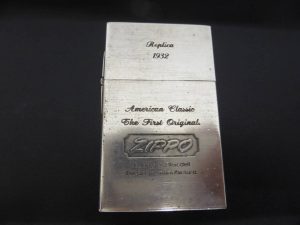 Replica
1932
American Classic
The First Original.
ZIPPO